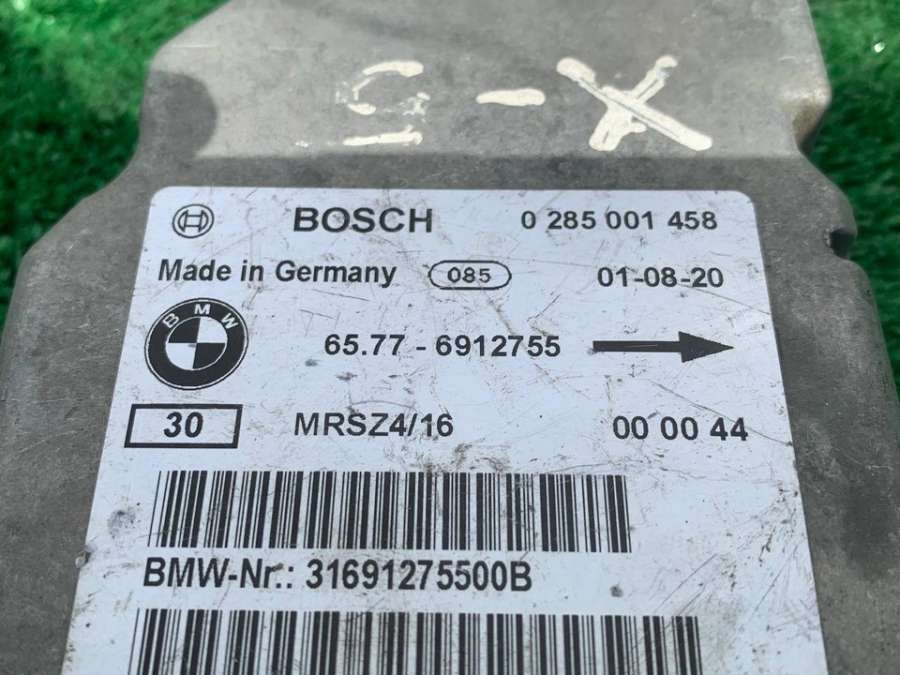 G-X
BOSCH 0 285 001 458
Made in Germany 085 01-08-20
BMW
65.77 - 6912755
30 MRSZ4/16 00 00 44
BMW-Nr.: 31691275500B